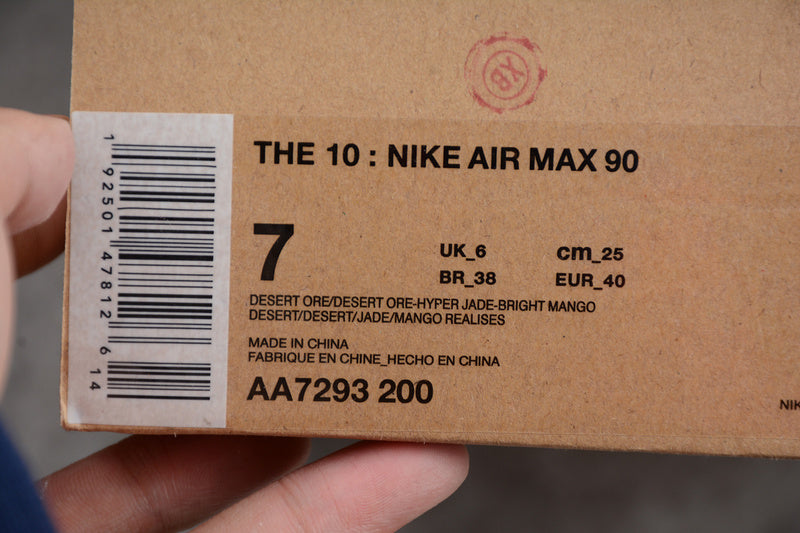 XB
THE 10 : NIKE AIR MAX 90
7
UK_6 cm_25
BR_38 EUR_40
DESERT ORE/DESERT ORE-HYPER JADE-BRIGHT MANGO
DESERT/DESERT/JADE/MANGO REALISES
MADE IN CHINA
FABRIQUE EN CHINE_HECHO EN CHINA
AA7293 200
NIK
1 92501 47812 6 14